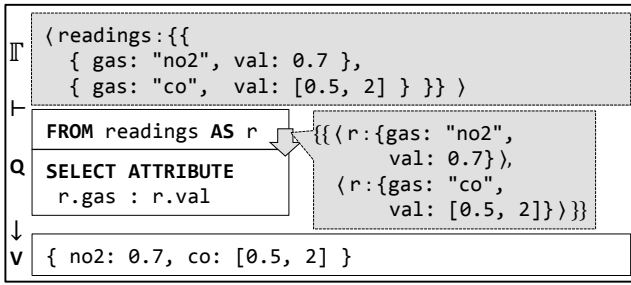 𝕀Γ
⟨readings:{{
{ gas: "no2", val: 0.7 },
{ gas: "co", val: [0.5, 2] } }} ⟩
⊢
FROM readings AS r
{{⟨r:{gas: "no2",
val: 0.7}⟩,
⟨r:{gas: "co",
val: [0.5, 2]}⟩}}
Q
SELECT ATTRIBUTE
r.gas : r.val
↓
V
{ no2: 0.7, co: [0.5, 2] }